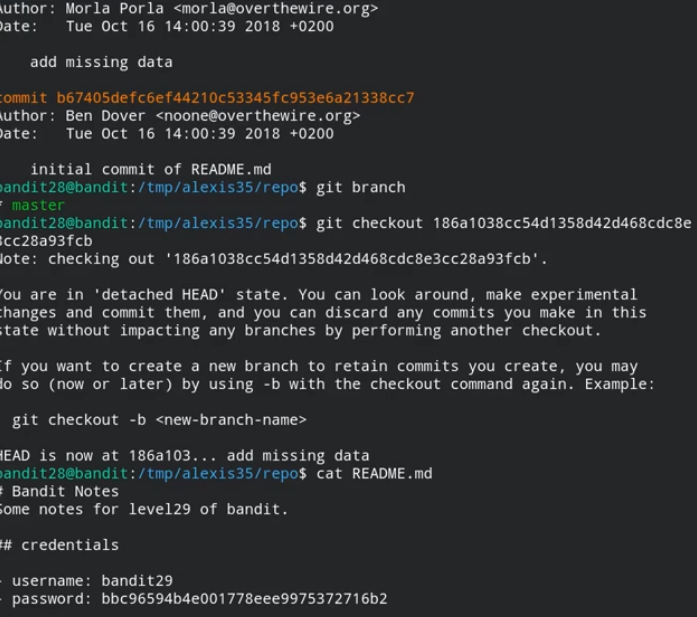 Author: Morla Porla <morla@overthewire.org>
Date:   Tue Oct 16 14:00:39 2018 +0200
add missing data
commit b67405defc6ef44210c53345fc953e6a21338cc7
Author: Ben Dover <noone@overthewire.org>
Date:   Tue Oct 16 14:00:39 2018 +0200
initial commit of README.md
bandit28@bandit:/tmp/alexis35/repo$ git branch
* master
bandit28@bandit:/tmp/alexis35/repo$ git checkout 186a1038cc54d1358d42d468cdc8e
3cc28a93fcb
Note: checking out '186a1038cc54d1358d42d468cdc8e3cc28a93fcb'.
You are in 'detached HEAD' state. You can look around, make experimental
changes and commit them, and you can discard any commits you make in this
state without impacting any branches by performing another checkout.
If you want to create a new branch to retain commits you create, you may
do so (now or later) by using -b with the checkout command again. Example:
git checkout -b <new-branch-name>
HEAD is now at 186a103... add missing data
bandit28@bandit:/tmp/alexis35/repo$ cat README.md
# Bandit Notes
Some notes for level29 of bandit.
## credentials
- username: bandit29
- password: bbc96594b4e001778eee9975372716b2